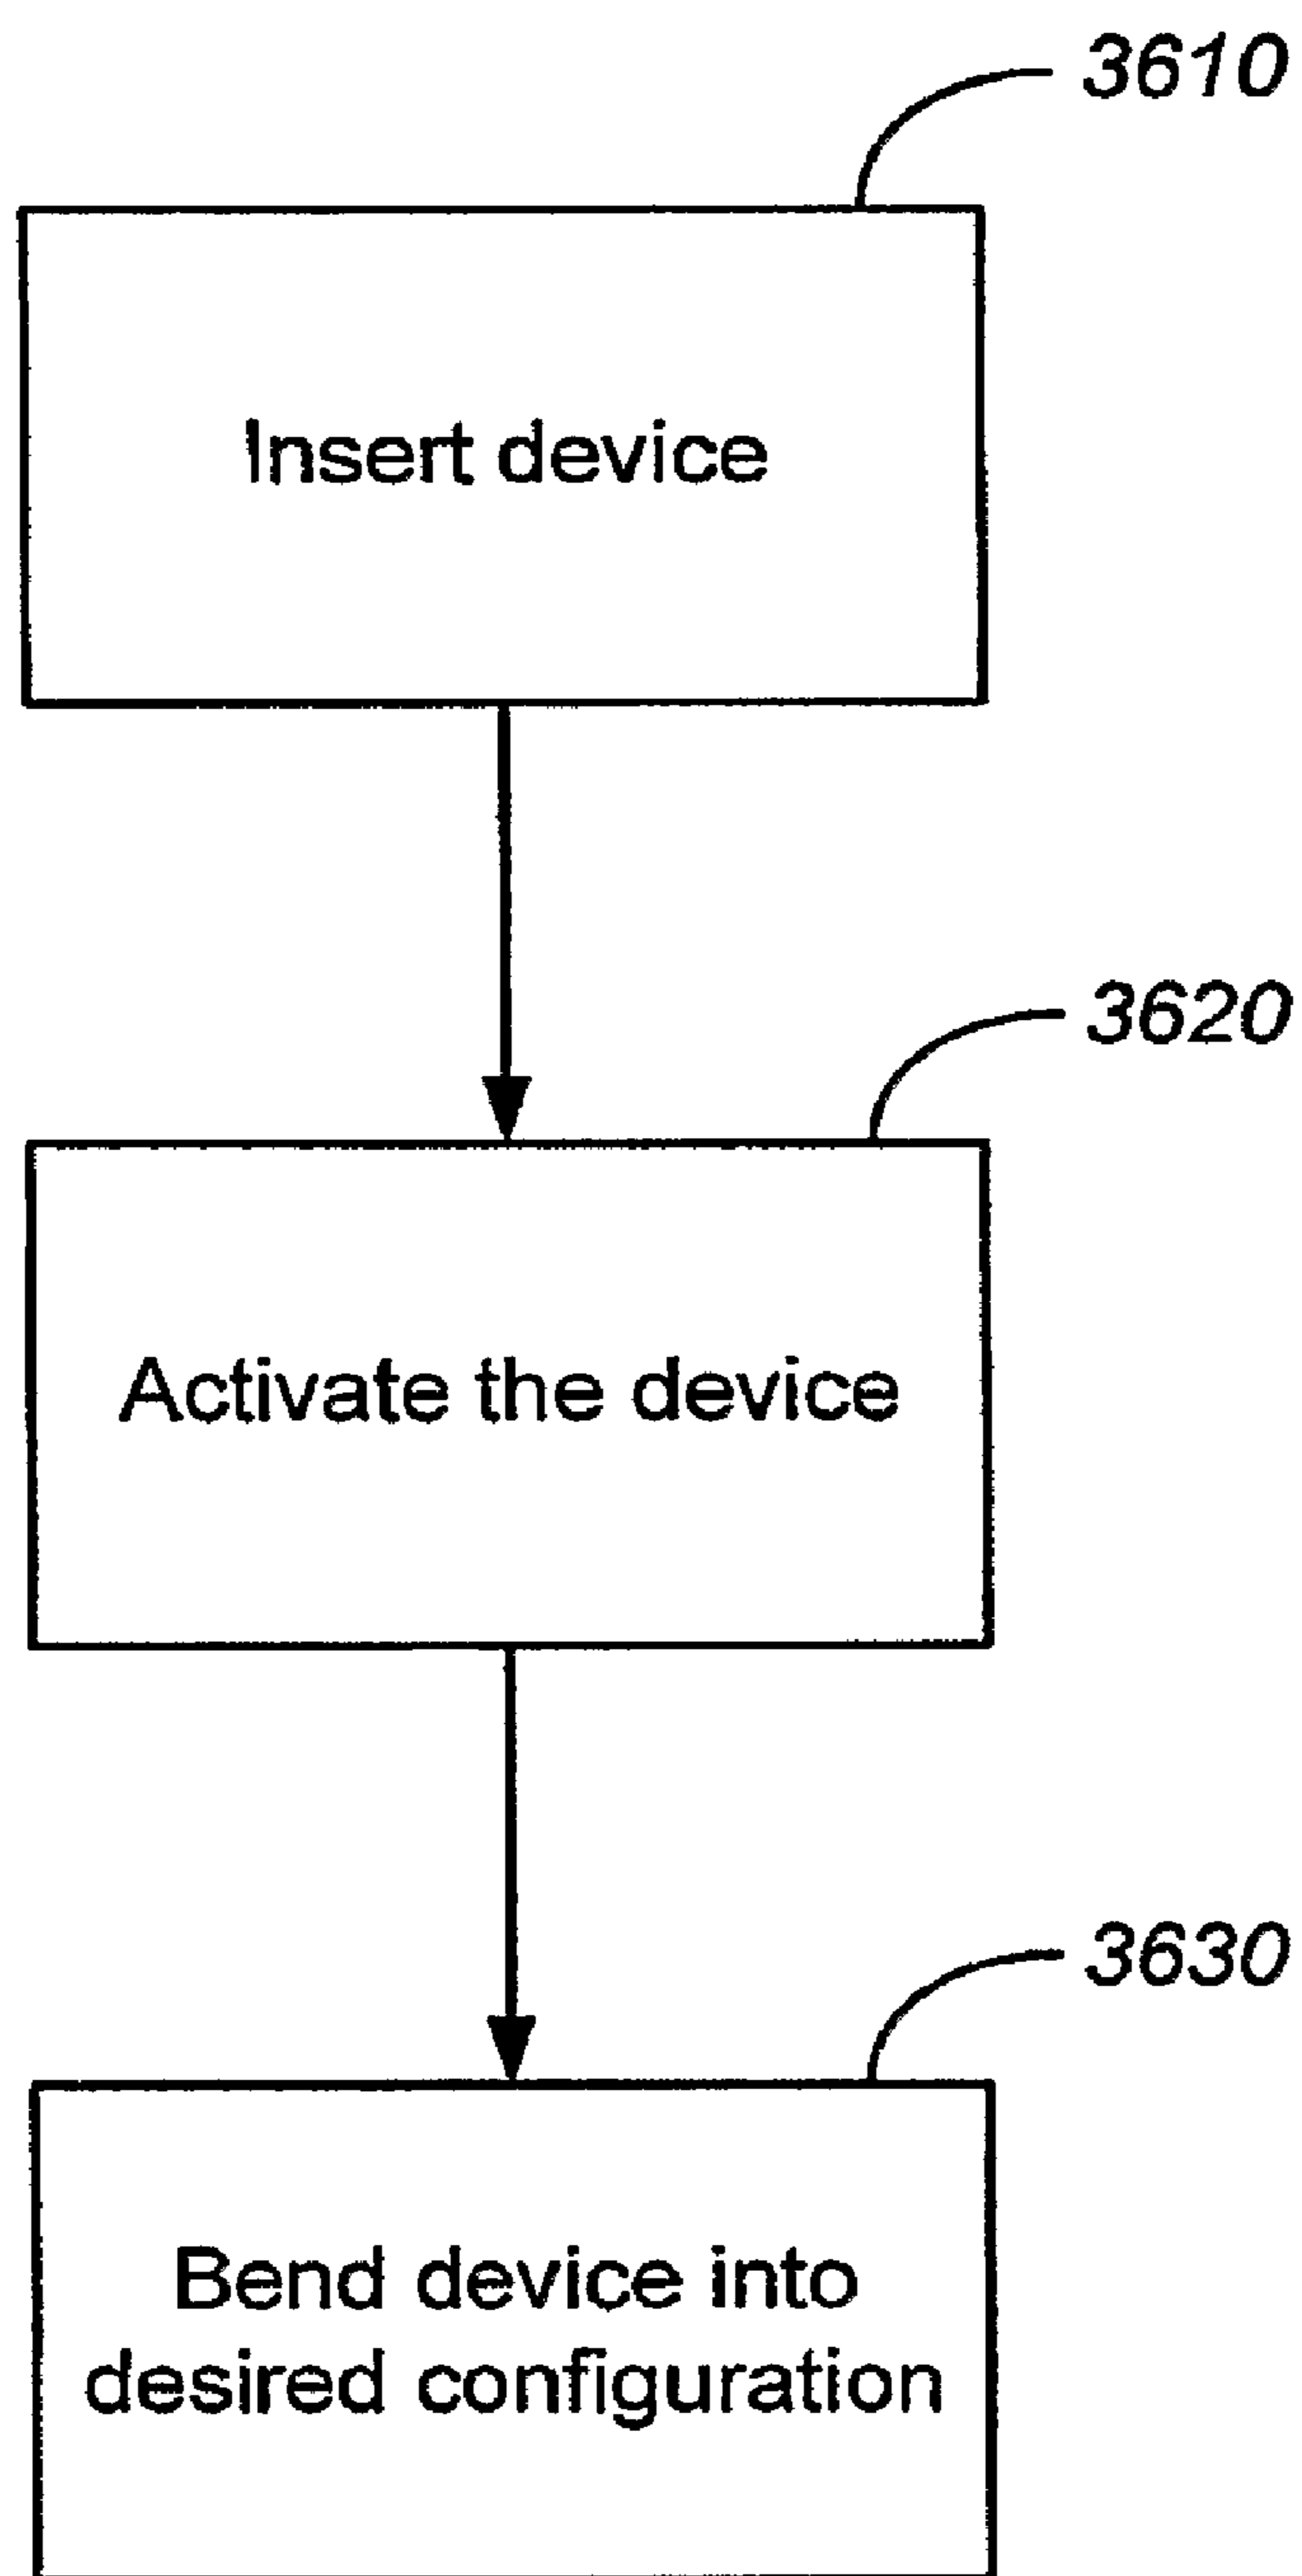 3610
Insert device
3620
Activate the device
3630
Bend device into
desired configuration